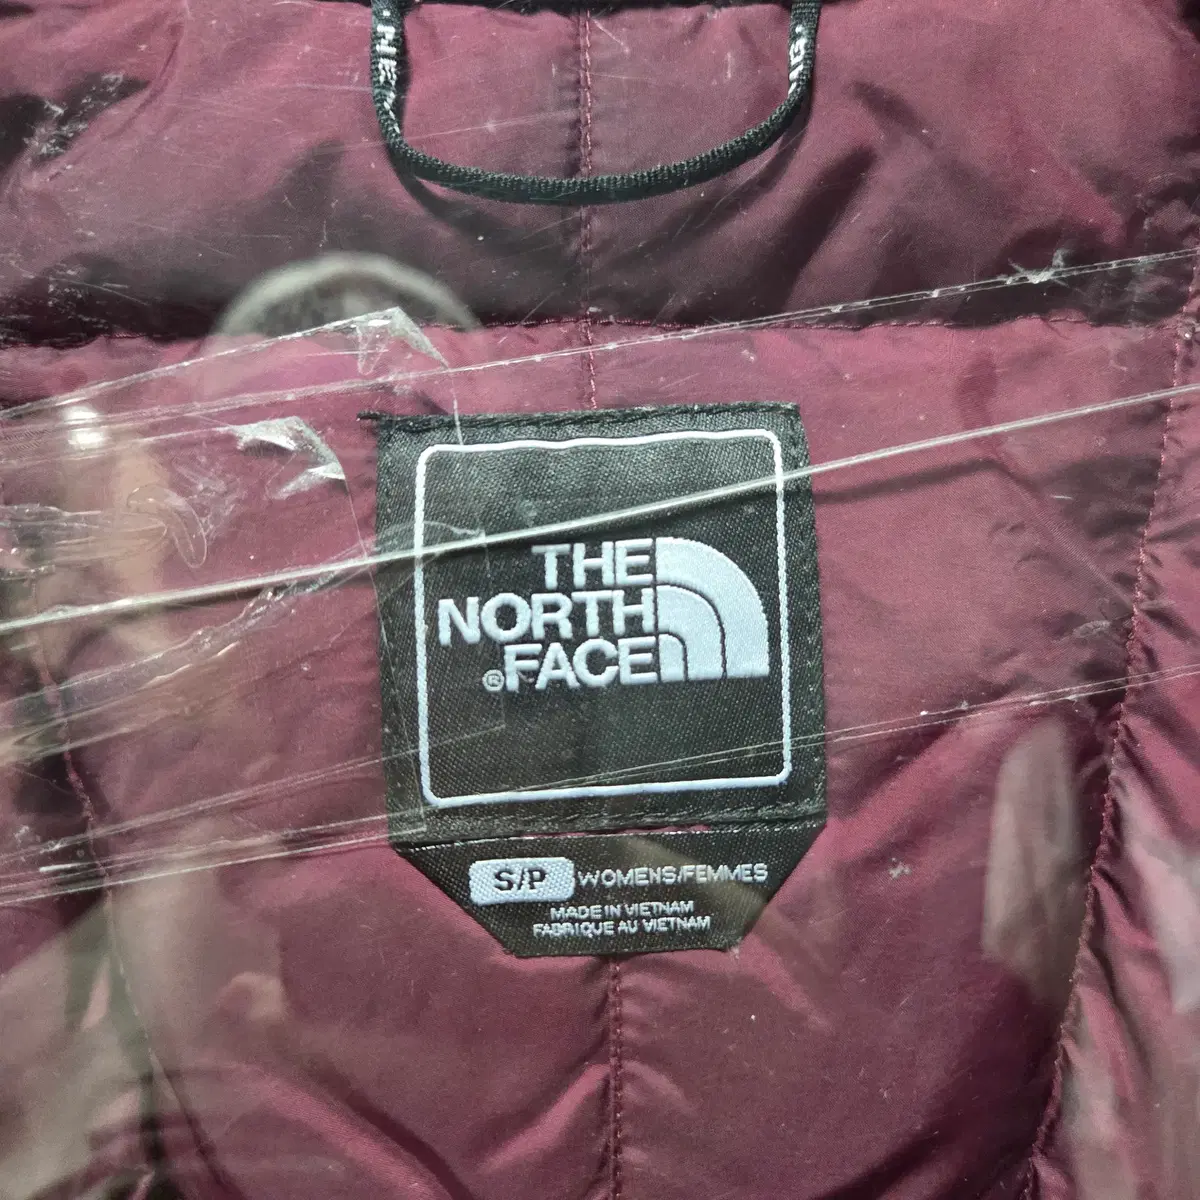 THE
NORTH
®FACE
S/P WOMENS/FEMMES
MADE IN VIETNAM
FABRIQUE AU VIETNAM